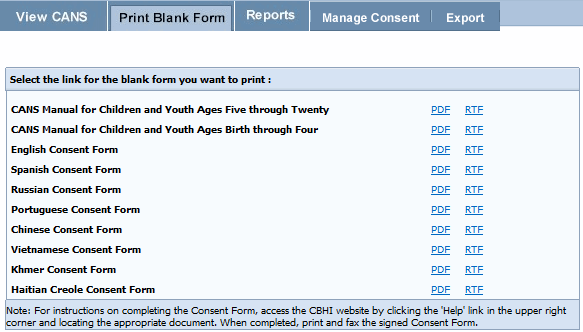 View CANS Print Blank Form Reports Manage Consent Export
Select the link for the blank form you want to print :
CANS Manual for Children and Youth Ages Five through Twenty PDF RTF
CANS Manual for Children and Youth Ages Birth through Four PDF RTF
English Consent Form PDF RTF
Spanish Consent Form PDF RTF
Russian Consent Form PDF RTF
Portuguese Consent Form PDF RTF
Chinese Consent Form PDF RTF
Vietnamese Consent Form PDF RTF
Khmer Consent Form PDF RTF
Haitian Creole Consent Form PDF RTF
Note: For instructions on completing the Consent Form, access the CBHI website by clicking the 'Help' link in the upper right
corner and locating the appropriate document. When completed, print and fax the signed Consent Form.